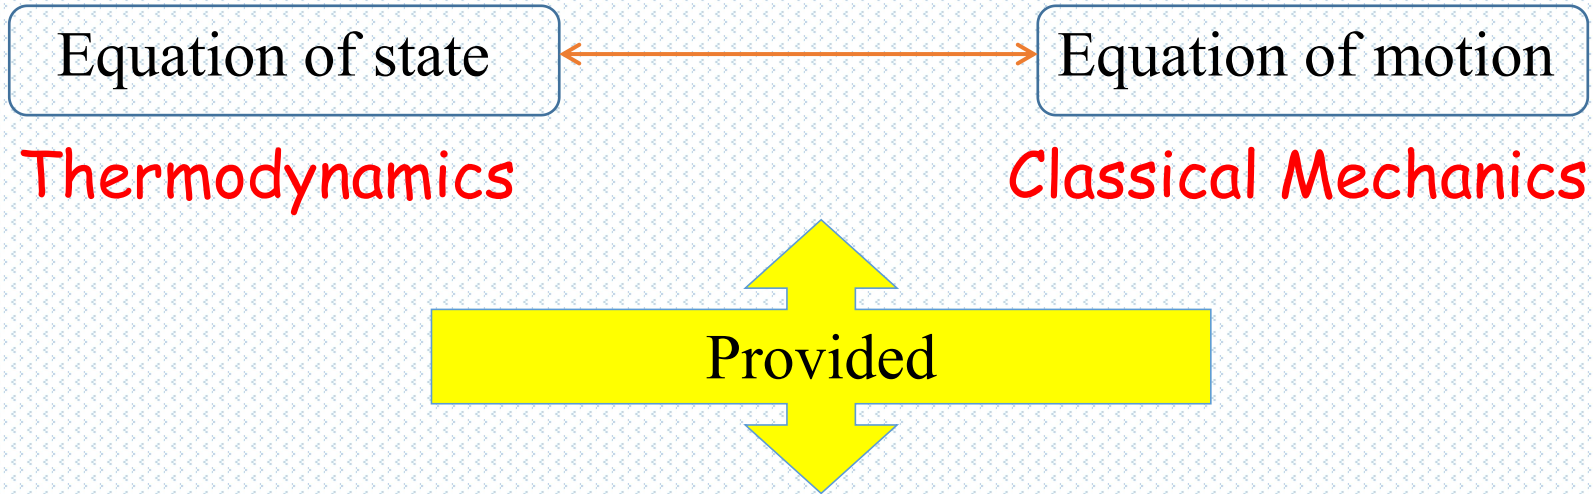 Equation of state
Equation of motion
Thermodynamics
Classical Mechanics
Provided